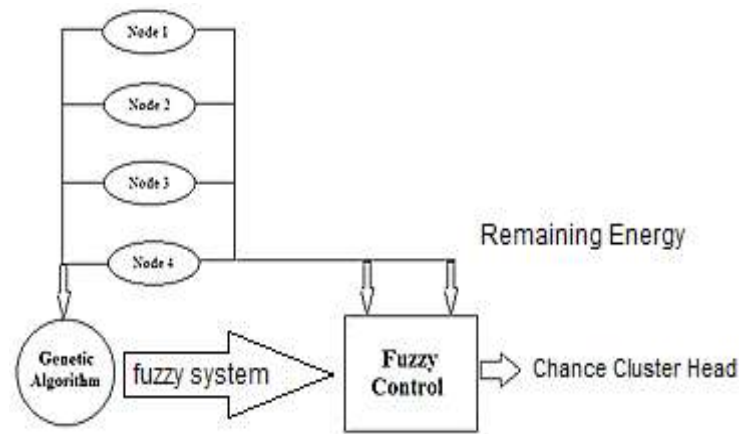 Node 1
Node 2
Node 3
Node 4
Remaining Energy
Genetic
Algorithm
fuzzy system
Fuzzy
Control
Chance Cluster Head